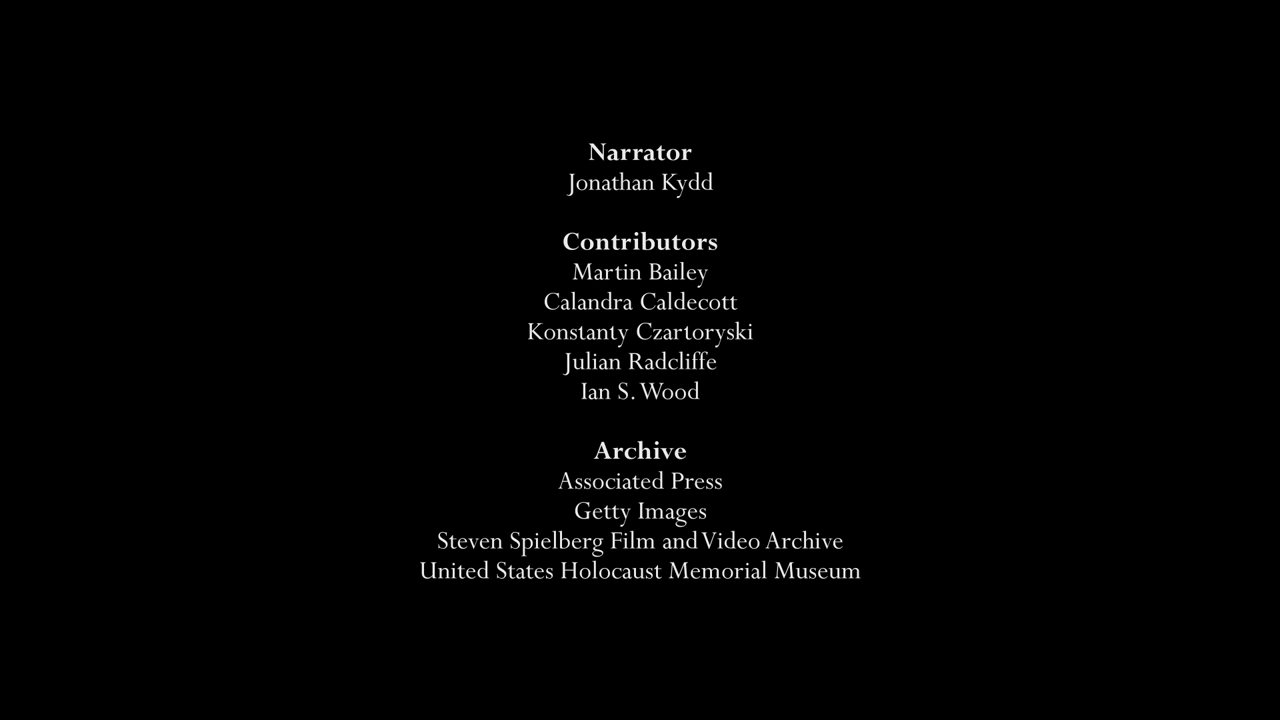 Narrator
Jonathan Kydd
Contributors
Martin Bailey
Calandra Caldecott
Konstanty Czartoryski
Julian Radcliffe
Ian S. Wood
Archive
Associated Press
Getty Images
Steven Spielberg Film and Video Archive
United States Holocaust Memorial Museum